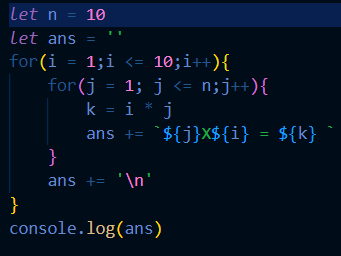 let n = 10
let ans = ''
for(i = 1;i <= 10;i++){
    for(j = 1; j <= n;j++){
        k = i * j
        ans += `${j}X${i} = ${k} `
    }
    ans += '\n'
}
console.log(ans)